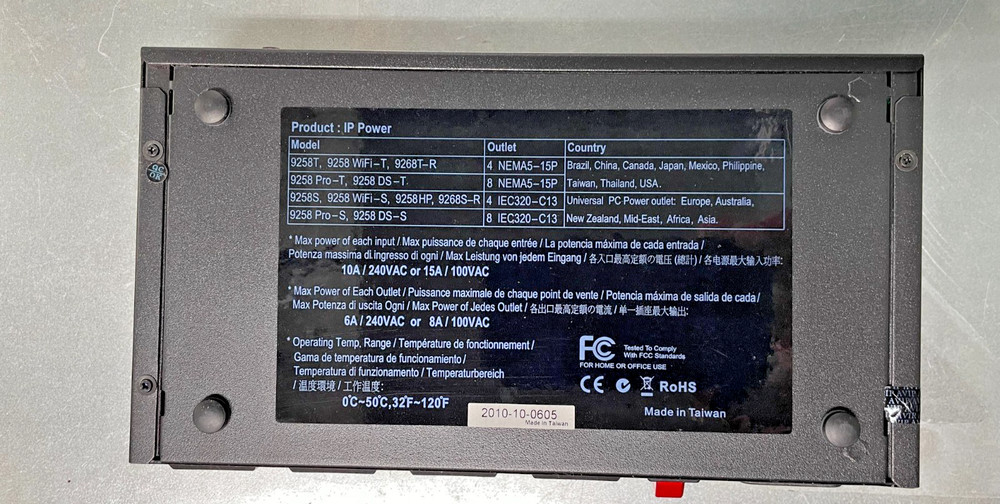 Product : IP Power
Model Outlet Country
9258T, 9258 WiFi-T, 9268T-R 4 NEMA5-15P Brazil, China, Canada, Japan, Mexico, Philippine,
9258 Pro-T, 9258 DS-T. 8 NEMA5-15P Taiwan, Thailand, USA.
9258S, 9258 WiFi-S, 9258HP, 9268S-R 4 IEC320-C13 Universal PC Power outlet: Europe, Australia,
9258 Pro-S, 9258 DS-S 8 IEC320-C13 New Zealand, Mid-East, Africa, Asia.
* Max power of each input / Max puissance de chaque entrée / La potencia máxima de cada entrada /
Potenza massima di ingresso di ogni / Max Leistung von jedem Eingang / 各入口最高定額の電圧 (総計) / 各电源最大输入功率:
10A / 240VAC or 15A / 100VAC
* Max Power of Each Outlet / Puissance maximale de chaque point de vente / Potencia máxima de salida de cada /
Max Potenza di uscita Ogni / Max Power of Jedes Outlet / 各出口最高定額の電流 / 单一插座最大输出:
6A / 240VAC or 8A / 100VAC
* Operating Temp, Range / Température de fonctionnement /
Gama de temperatura de funcionamiento /
Temperatura di funzionamento / Temperaturbereich
/ 温度環境 / 工作温度:
0℃~50℃,32℉~120℉
FC Tested To Comply
With FCC Standards
FOR HOME OR OFFICE USE
CE RoHS
Made in Taiwan
2010-10-0605
Made in Taiwan
QC
OK